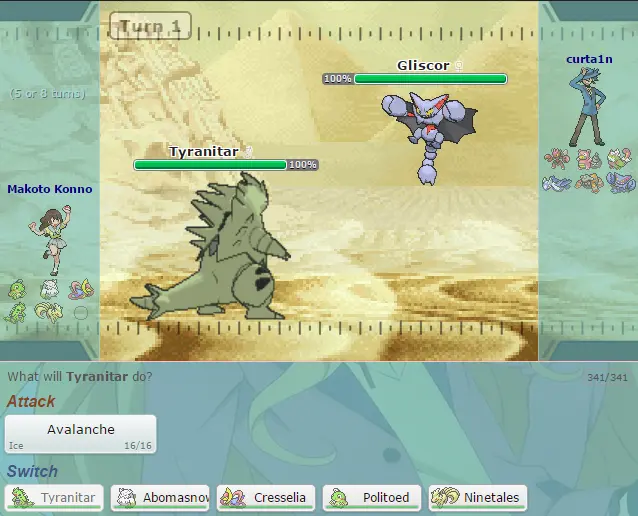 Turn 1
Gliscor
100%
curta1n
(5 or 8 turns)
Tyranitar
100%
Makoto Konno
What will Tyranitar do?
341/341
Attack
Avalanche
Ice
16/16
Switch
Tyranitar
Abomasnow
Cresselia
Politoed
Ninetales